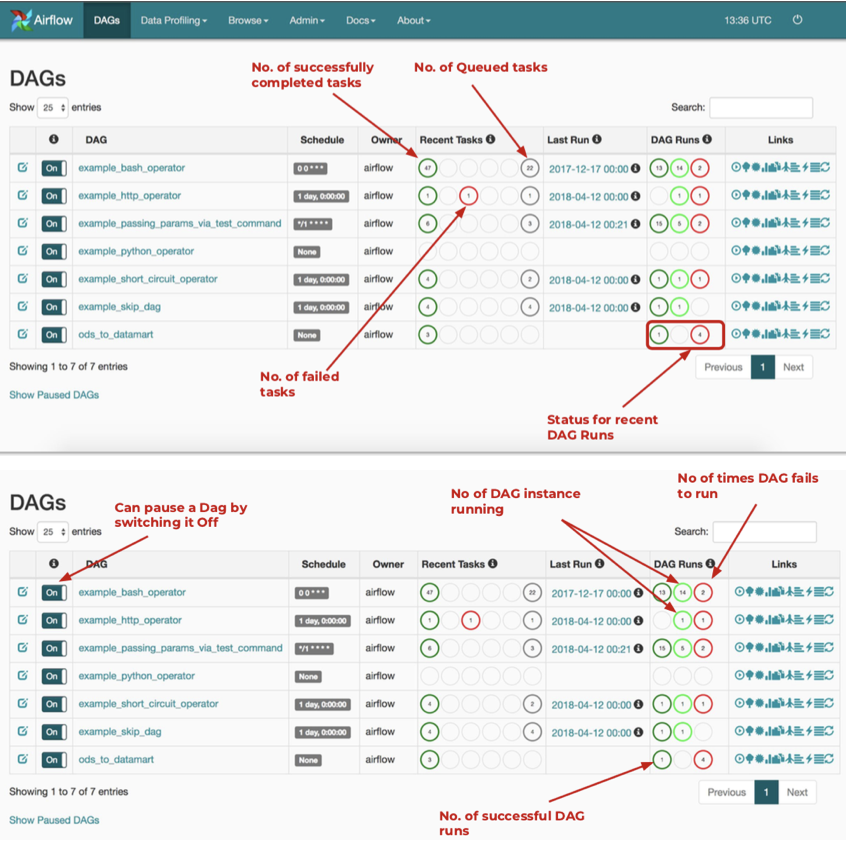 Airflow DAGs Data Profiling Browse Admin Docs About 13:36 UTC
No. of successfully
completed tasks
No. of Queued tasks
DAGs
Show 25 entries Search:
DAG Schedule Owner Recent Tasks Last Run DAG Runs Links
On example_bash_operator 0 0 * * * airflow 47 22 2017-12-17 00:00 13 14 2
On example_http_operator 1 day, 0:00:00 airflow 1 1 1 2018-04-12 00:00 1 1
On example_passing_params_via_test_command */1 * * * * airflow 6 3 2018-04-12 00:21 15 5 2
On example_python_operator None airflow
On example_short_circuit_operator 1 day, 0:00:00 airflow 4 2 2018-04-12 00:00 1 1 1
On example_skip_dag 1 day, 0:00:00 airflow 4 4 2018-04-12 00:00 1 1
On ods_to_datamart None airflow 3 1 4
Showing 1 to 7 of 7 entries Previous 1 Next
No. of failed
tasks
Show Paused DAGs
Status for recent
DAG Runs
No of times DAG fails
to run
No of DAG instance
running
Can pause a Dag by
switching it Off
DAGs
Show 25 entries Search:
DAG Schedule Owner Recent Tasks Last Run DAG Runs Links
On example_bash_operator 0 0 * * * airflow 47 22 2017-12-17 00:00 13 14 2
On example_http_operator 1 day, 0:00:00 airflow 1 1 1 2018-04-12 00:00 1 1
On example_passing_params_via_test_command */1 * * * * airflow 6 3 2018-04-12 00:21 15 5 2
On example_python_operator None airflow
On example_short_circuit_operator 1 day, 0:00:00 airflow 4 2 2018-04-12 00:00 1 1 1
On example_skip_dag 1 day, 0:00:00 airflow 4 4 2018-04-12 00:00 1 1
On ods_to_datamart None airflow 3 1 4
Showing 1 to 7 of 7 entries Previous 1 Next
Show Paused DAGs
No. of successful DAG
runs